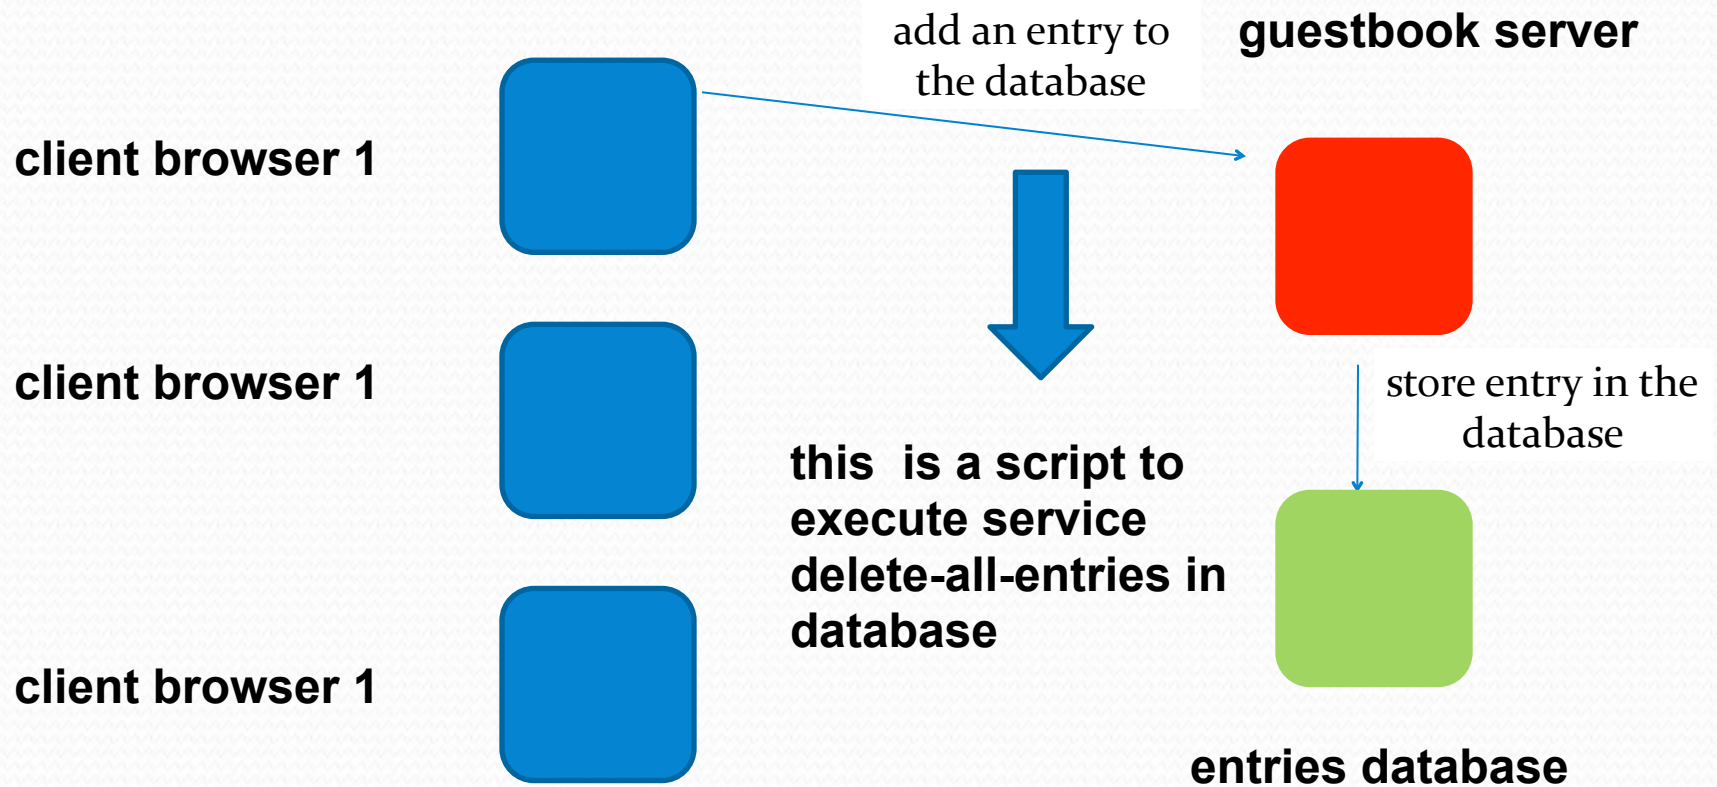 add an entry to
the database
guestbook server
client browser 1
client browser 1
store entry in the
database
this  is a script to
execute service
delete-all-entries in
database
client browser 1
entries database